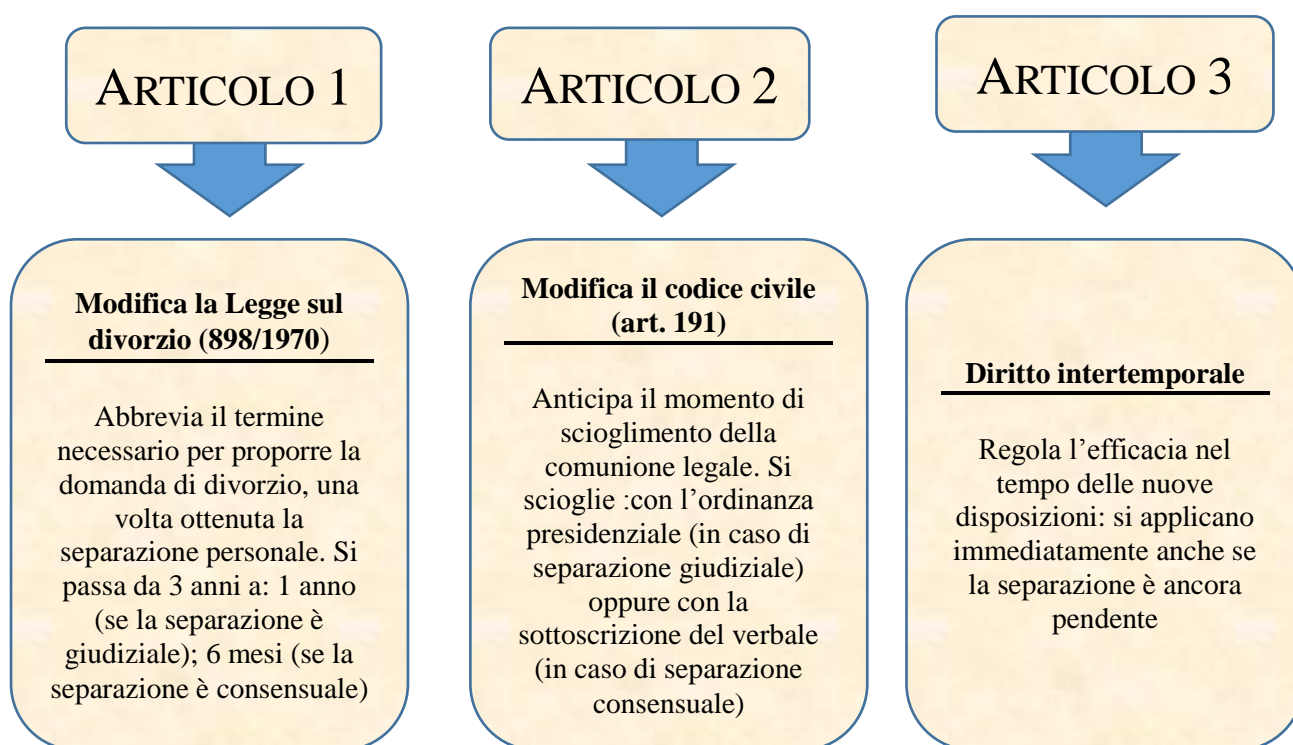 ARTICOLO 1
Modifica la Legge sul
divorzio (898/1970)
Abbrevia il termine
necessario per proporre la
domanda di divorzio, una
volta ottenuta la
separazione personale. Si
passa da 3 anni a: 1 anno
(se la separazione è
giudiziale); 6 mesi (se la
separazione è consensuale)
ARTICOLO 2
Modifica il codice civile
(art. 191)
Anticipa il momento di
scioglimento della
comunione legale. Si
scioglie :con l’ordinanza
presidenziale (in caso di
separazione giudiziale)
oppure con la
sottoscrizione del verbale
(in caso di separazione
consensuale)
ARTICOLO 3
Diritto intertemporale
Regola l’efficacia nel
tempo delle nuove
disposizioni: si applicano
immediatamente anche se
la separazione è ancora
pendente